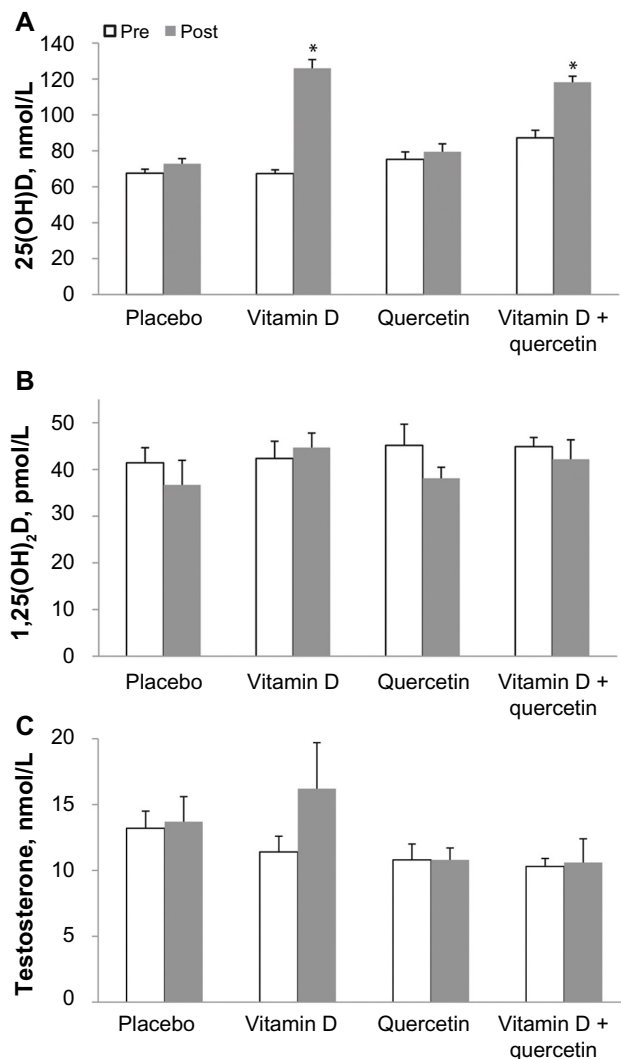 A
Pre Post
25(OH)D, nmol/L
140
120
100
80
60
40
20
0
*
*
Placebo Vitamin D Quercetin Vitamin D +
quercetin
B
1,25(OH)₂D, pmol/L
50
40
30
20
10
0
Placebo Vitamin D Quercetin Vitamin D +
quercetin
C
Testosterone, nmol/L
20
15
10
5
0
Placebo Vitamin D Quercetin Vitamin D +
quercetin